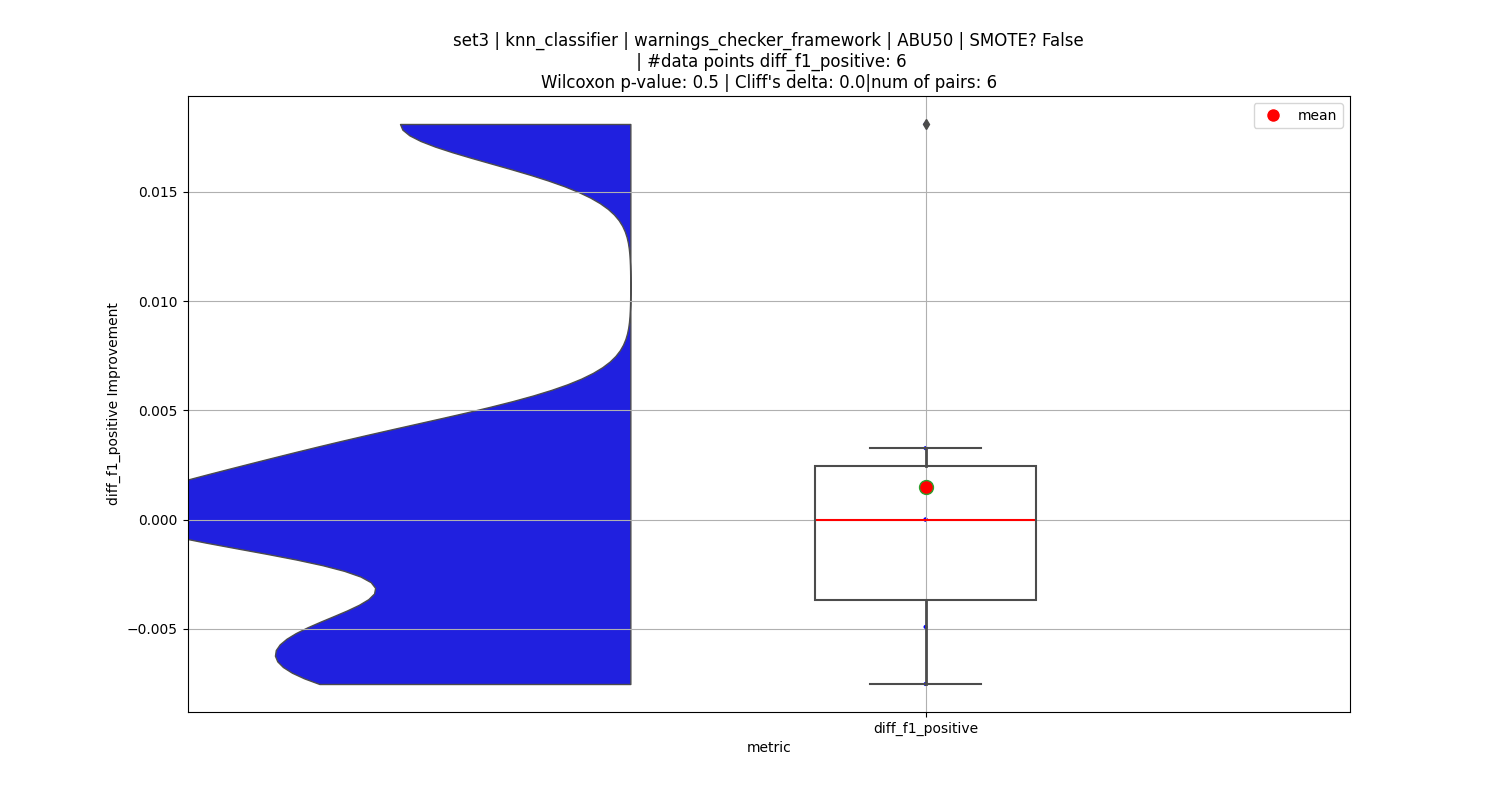 set3 | knn_classifier | warnings_checker_framework | ABU50 | SMOTE? False
| #data points diff_f1_positive: 6
Wilcoxon p-value: 0.5 | Cliff's delta: 0.0|num of pairs: 6
mean
0.015
0.010
0.005
0.000
−0.005
diff_f1_positive Improvement
diff_f1_positive
metric